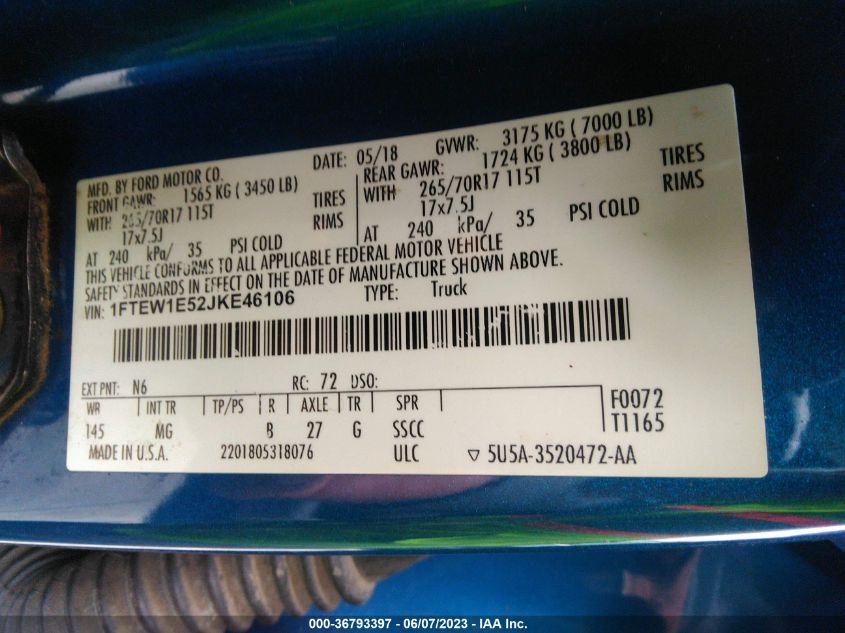 MFD. BY FORD MOTOR CO.
DATE: 05/18 GVWR: 3175 KG ( 7000 LB)
FRONT GAWR: 1565 KG ( 3450 LB)
WITH 265/70R17 115T TIRES
17x7.5J RIMS
AT 240 kPa/ 35 PSI COLD
REAR GAWR: 1724 KG ( 3800 LB)
WITH 265/70R17 115T TIRES
17x7.5J RIMS
AT 240 kPa/ 35 PSI COLD
THIS VEHICLE CONFORMS TO ALL APPLICABLE FEDERAL MOTOR VEHICLE
SAFETY STANDARDS IN EFFECT ON THE DATE OF MANUFACTURE SHOWN ABOVE.
VIN: 1FTEW1E52JKE46106 TYPE: Truck
EXT PNT: N6 RC: 72 DSO:
WB INT TR TP/PS R AXLE TR SPR
145 MG B 27 G SSCC
F0072
T1165
MADE IN U.S.A. 2201805318076 ULC ▽ 5U5A-3520472-AA
000-36793397 - 06/07/2023 - IAA Inc.